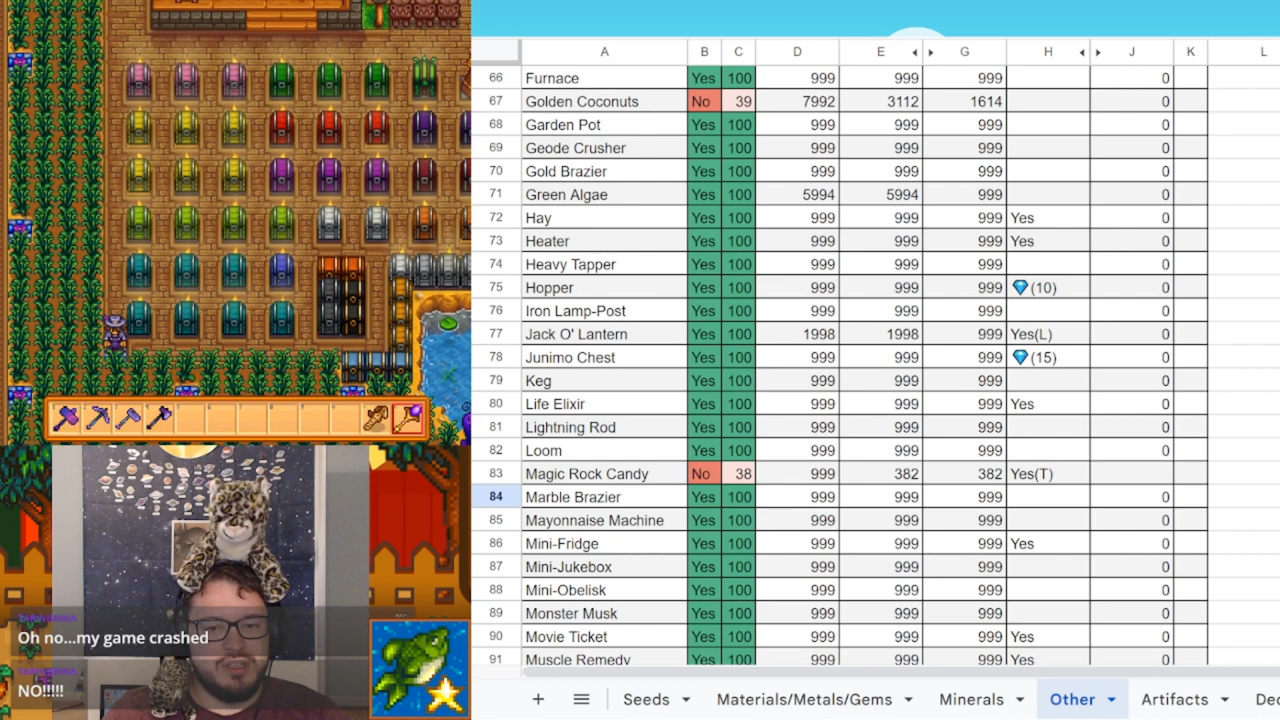 A B C D E G H J K L
66 Furnace Yes 100 999 999 999 0
67 Golden Coconuts No 39 7992 3112 1614 0
68 Garden Pot Yes 100 999 999 999 0
69 Geode Crusher Yes 100 999 999 999 0
70 Gold Brazier Yes 100 999 999 999 0
71 Green Algae Yes 100 5994 5994 999 0
72 Hay Yes 100 999 999 999 Yes 0
73 Heater Yes 100 999 999 999 Yes 0
74 Heavy Tapper Yes 100 999 999 999 0
75 Hopper Yes 100 999 999 999 💎(10) 0
76 Iron Lamp-Post Yes 100 999 999 999 0
77 Jack O' Lantern Yes 100 1998 1998 999 Yes(L) 0
78 Junimo Chest Yes 100 999 999 999 💎(15) 0
79 Keg Yes 100 999 999 999 0
80 Life Elixir Yes 100 999 999 999 Yes 0
81 Lightning Rod Yes 100 999 999 999 0
82 Loom Yes 100 999 999 999 0
83 Magic Rock Candy No 38 999 382 382 Yes(T)
84 Marble Brazier Yes 100 999 999 999 0
85 Mayonnaise Machine Yes 100 999 999 999 0
86 Mini-Fridge Yes 100 999 999 999 Yes 0
87 Mini-Jukebox Yes 100 999 999 999 0
88 Mini-Obelisk Yes 100 999 999 999 0
89 Monster Musk Yes 100 999 999 999 0
90 Movie Ticket Yes 100 999 999 999 Yes 0
91 Muscle Remedy Yes 100 999 999 999 Yes 0
Seeds Materials/Metals/Gems Minerals Other Artifacts De
Oh no...my game crashed
NO!!!!!